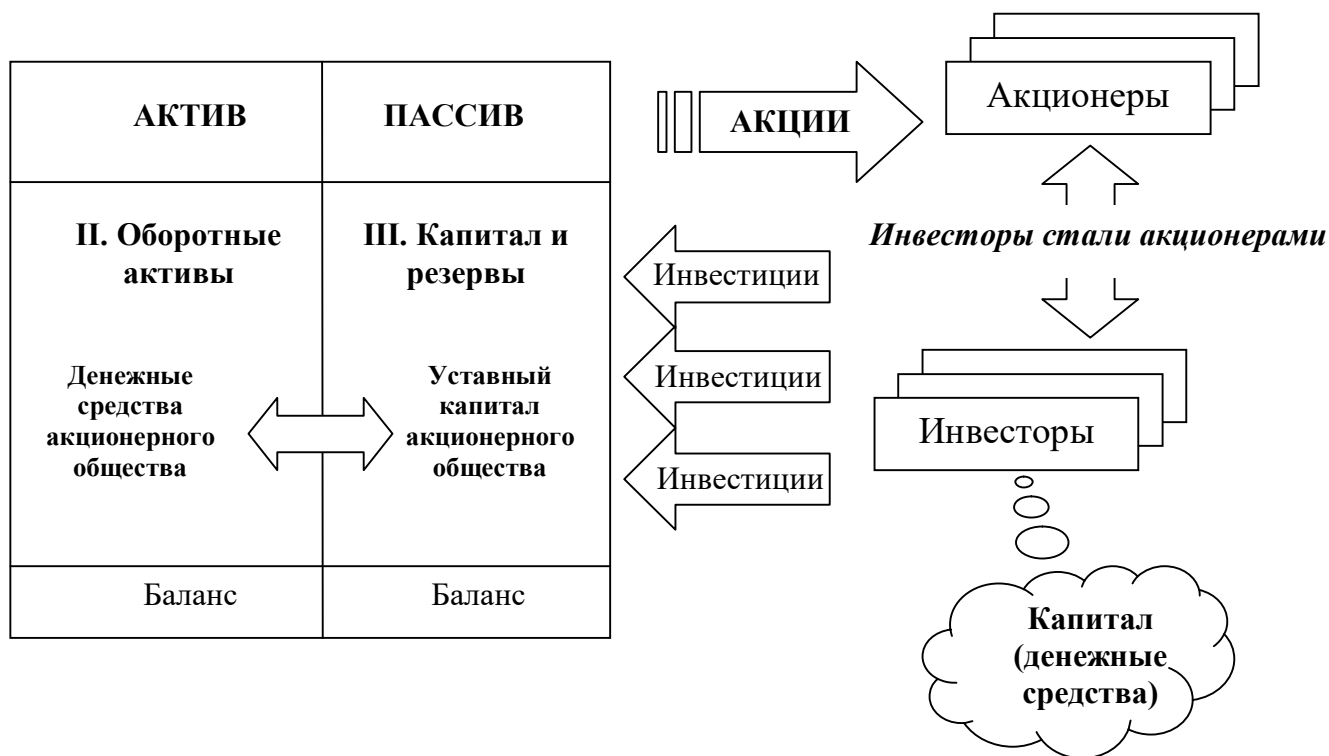 АКТИВ
ПАССИВ
II. Оборотные
активы
III. Капитал и
резервы
Денежные
средства
акционерного
общества
Уставный
капитал
акционерного
общества
Баланс
Баланс
АКЦИИ
Инвестиции
Инвестиции
Инвестиции
Акционеры
Инвесторы стали акционерами
Инвесторы
Капитал
(денежные
средства)